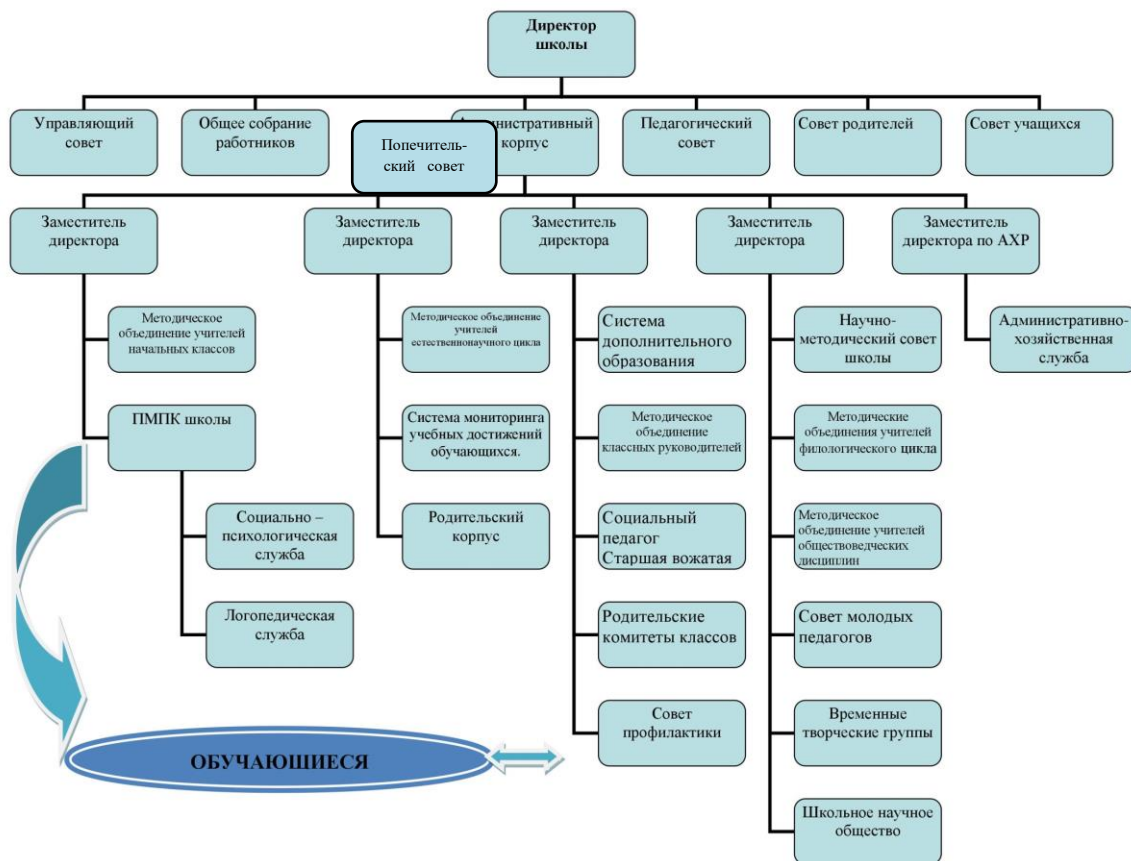 Директор
школы
Управляющий
совет
Общее собрание
работников
Попечитель-
ский совет
корпус
Педагогический
совет
Совет родителей
Совет учащихся
Заместитель
директора
Заместитель
директора
Заместитель
директора
Заместитель
директора
Заместитель
директора по АХР
Методическое
объединение учителей
начальных классов
ПМПК школы
Социально –
психологическая
служба
Логопедическая
служба
Методическое объединение
учителей
естественнонаучного цикла
Система мониторинга
учебных достижений
обучающихся.
Родительский
корпус
Система
дополнительного
образования
Методическое
объединение
классных руководителей
Социальный
педагог
Старшая вожатая
Родительские
комитеты классов
Совет
профилактики
Научно-
методический совет
школы
Методические
объединения учителей
филологического цикла
Методическое
объединение учителей
обществоведческих
дисциплин
Совет молодых
педагогов
Временные
творческие группы
Школьное научное
общество
Административно-
хозяйственная
служба
ОБУЧАЮЩИЕСЯ